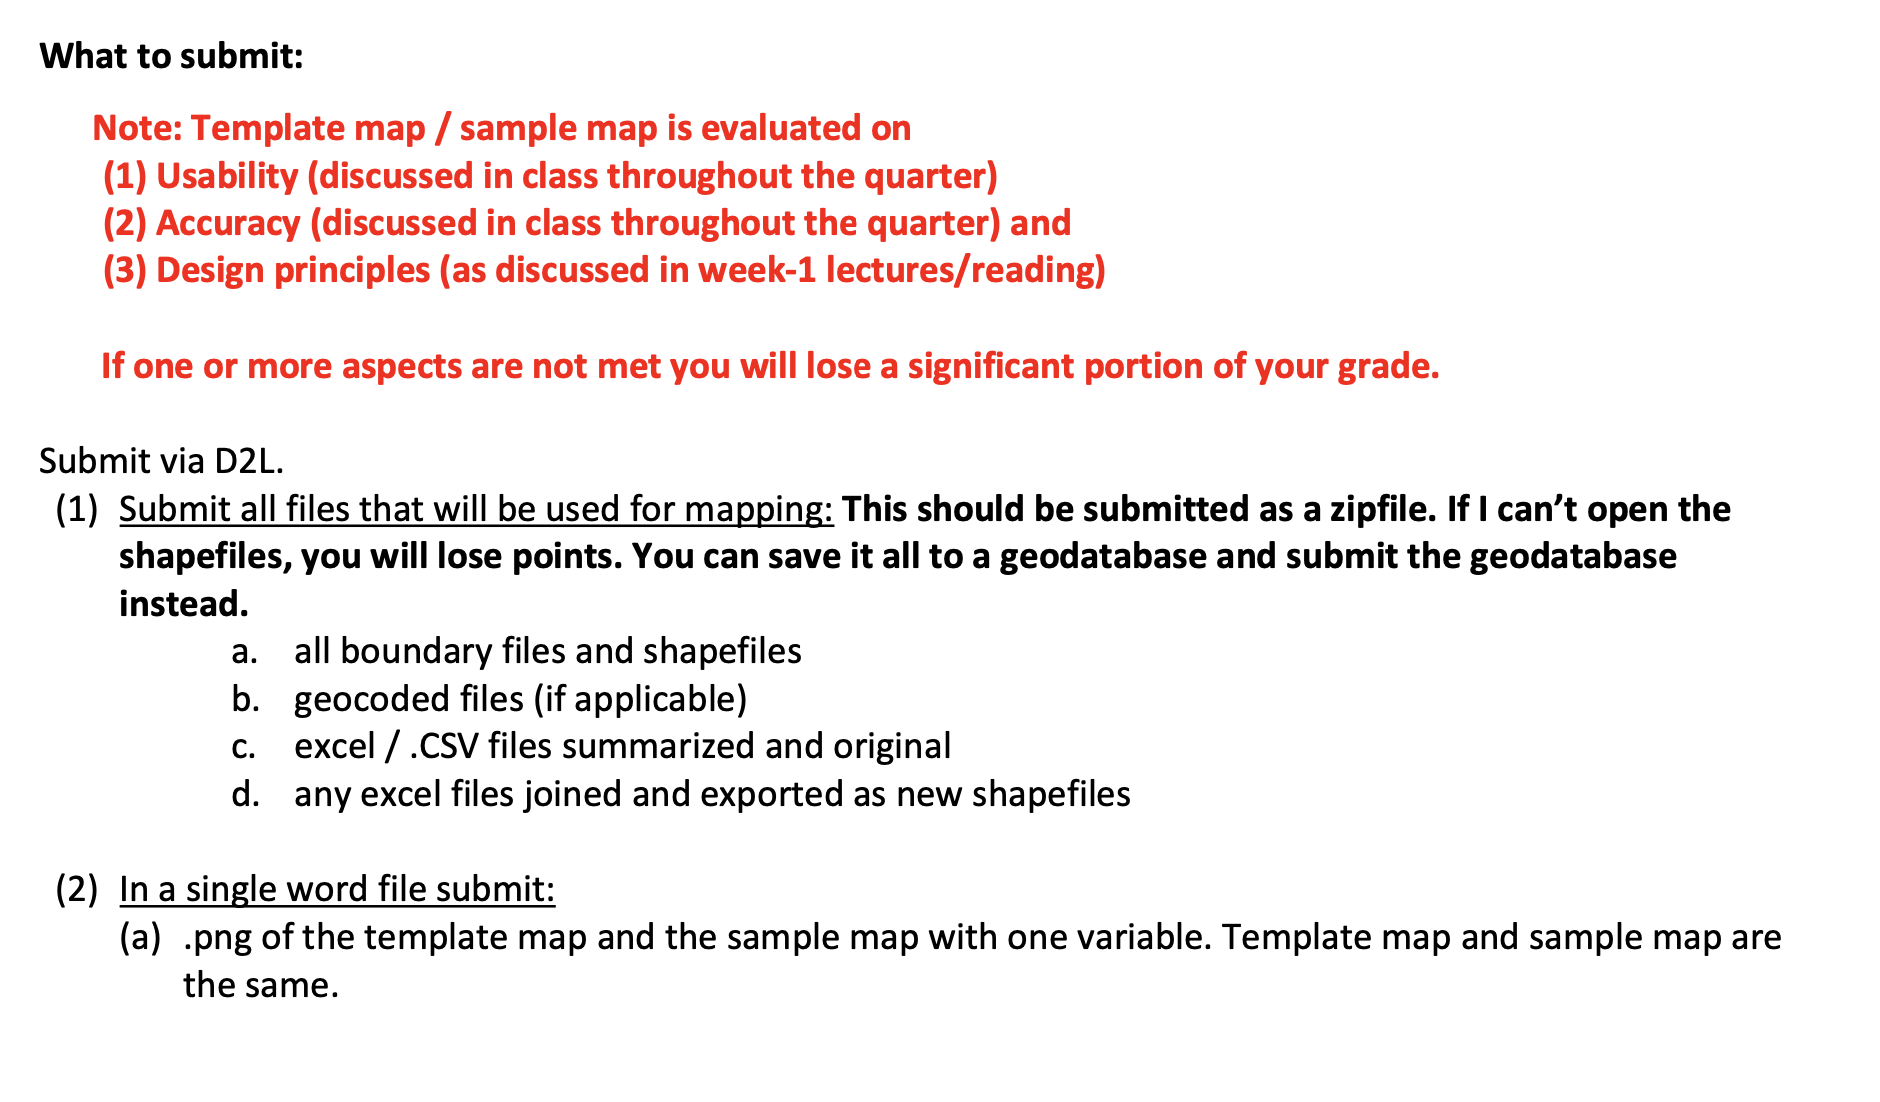 What to submit:
Note: Template map / sample map is evaluated on
(1) Usability (discussed in class throughout the quarter)
(2) Accuracy (discussed in class throughout the quarter) and
(3) Design principles (as discussed in week-1 lectures/reading)
If one or more aspects are not met you will lose a significant portion of your grade.
Submit via D2L.
(1) Submit all files that will be used for mapping: This should be submitted as a zipfile. If I can’t open the
shapefiles, you will lose points. You can save it all to a geodatabase and submit the geodatabase
instead.
a. all boundary files and shapefiles
b. geocoded files (if applicable)
c. excel / .CSV files summarized and original
d. any excel files joined and exported as new shapefiles
(2) In a single word file submit:
(a) .png of the template map and the sample map with one variable. Template map and sample map are
the same.